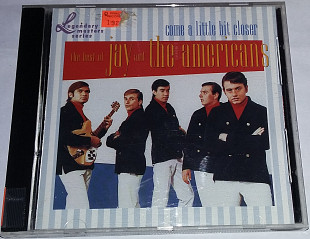 Legendary
masters
series
come a little bit closer
the best of jay and the americans